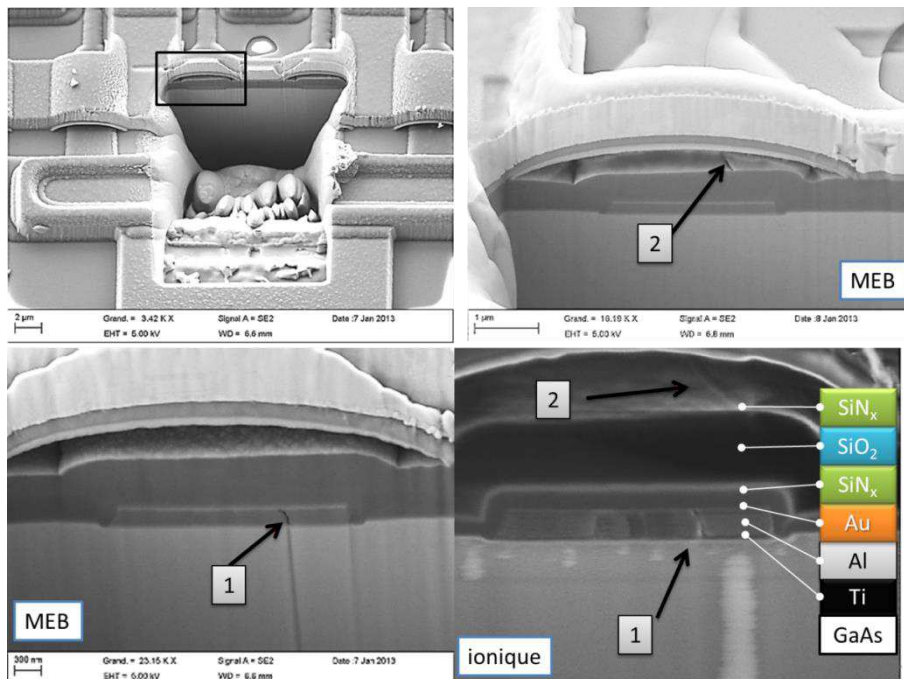 2 µm
Grand. = 3.42 K X
Signal A = SE2
Date :7 Jan 2013
EHT = 5.00 kV
WD = 6.6 mm
2
MEB
1 µm
Grand. = 16.19 K X
Signal A = SE2
Date :8 Jan 2013
EHT = 5.00 kV
WD = 6.8 mm
1
MEB
300 nm
Grand. = 23.15 K X
Signal A = SE2
Date :7 Jan 2013
EHT = 5.00 kV
WD = 6.6 mm
2
SiNx
SiO2
SiNx
Au
Al
Ti
GaAs
1
ionique